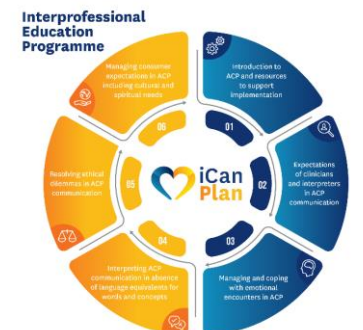 Interprofessional
Education
Programme
Managing consumer
expectations in ACP
including cultural and
spiritual needs
Introduction to
ACP and resources
to support
implementation
06
01
Resolving ethical
dilemmas in ACP
communication
05
iCan
Plan
02
Expectations
of clinicians
and interpreters
in ACP
communication
04
03
Interpreting ACP
communication in absence
of language equivalents for
words and concepts
Managing and coping
with emotional
encounters in ACP